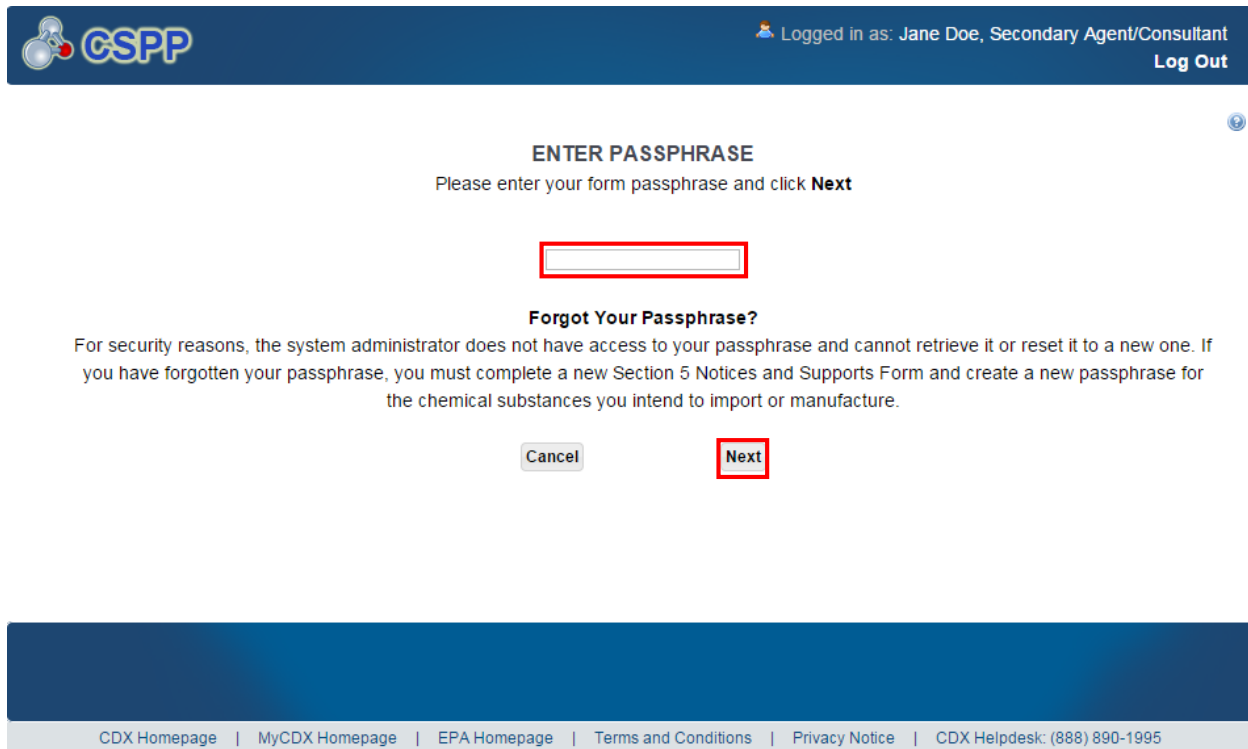 CSPP
Logged in as: Jane Doe, Secondary Agent/Consultant
Log Out
ENTER PASSPHRASE
Please enter your form passphrase and click Next
Forgot Your Passphrase?
For security reasons, the system administrator does not have access to your passphrase and cannot retrieve it or reset it to a new one. If
you have forgotten your passphrase, you must complete a new Section 5 Notices and Supports Form and create a new passphrase for
the chemical substances you intend to import or manufacture.
Cancel Next
CDX Homepage | MyCDX Homepage | EPA Homepage | Terms and Conditions | Privacy Notice | CDX Helpdesk: (888) 890-1995